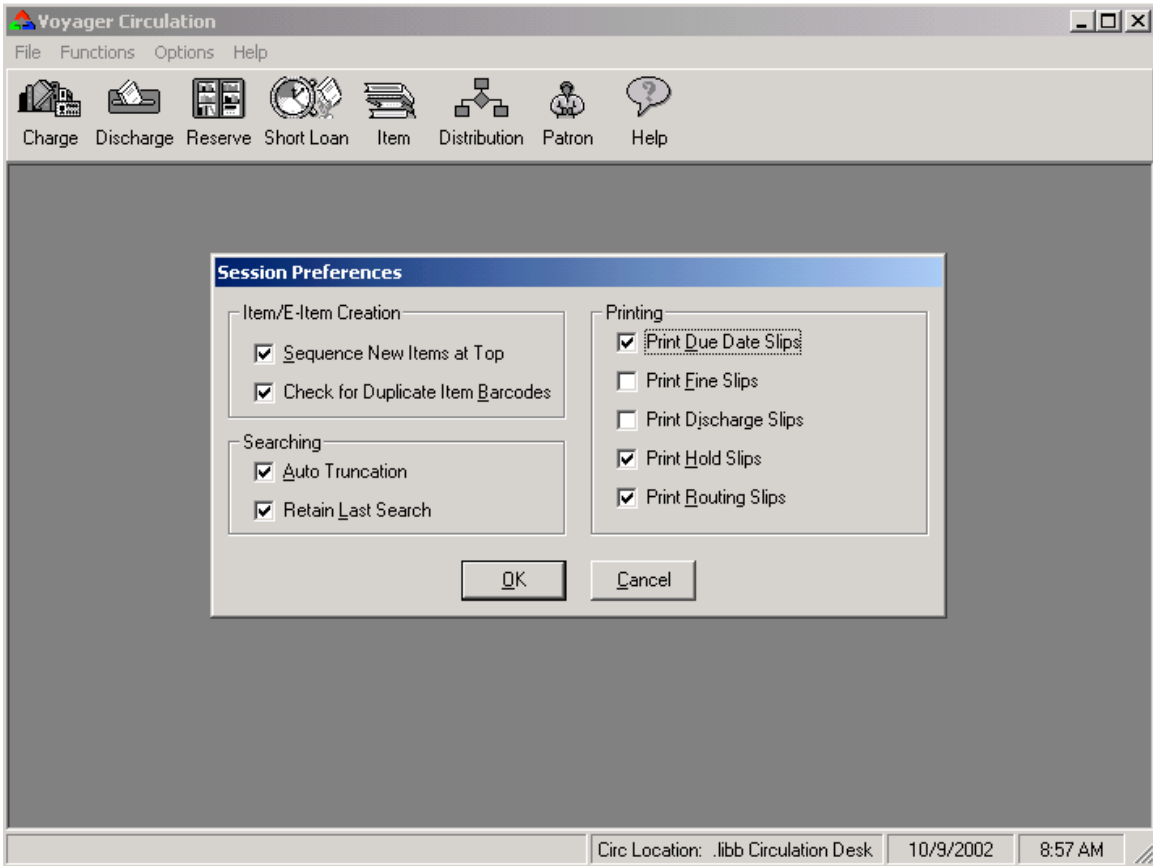 Voyager Circulation
File Functions Options Help
Charge Discharge Reserve Short Loan Item Distribution Patron Help
Session Preferences
Item/E-Item Creation
Sequence New Items at Top
Check for Duplicate Item Barcodes
Searching
Auto Truncation
Retain Last Search
Printing
Print Due Date Slips
Print Fine Slips
Print Discharge Slips
Print Hold Slips
Print Routing Slips
OK Cancel
Circ Location: .libb Circulation Desk 10/9/2002 8:57 AM